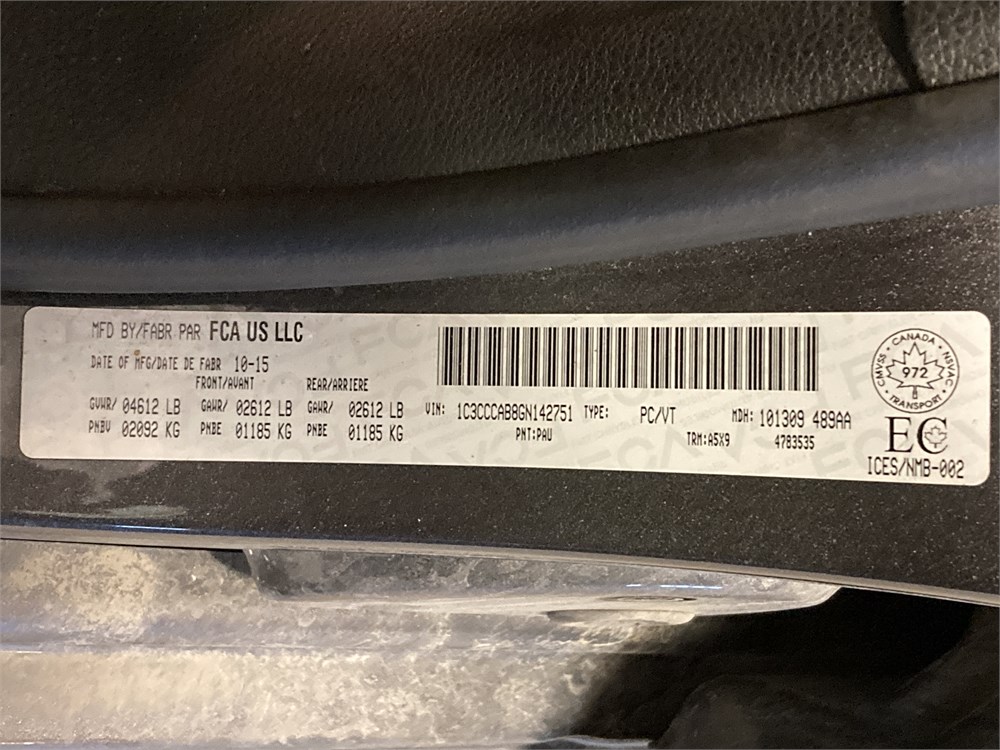 MFD BY/FABR PAR FCA US LLC
DATE OF MFG/DATE DE FABR 10-15
FRONT/AVANT REAR/ARRIERE
GVWR/ 04612 LB GAWR/ 02612 LB GAWR/ 02612 LB
PNBV 02092 KG PNBE 01185 KG PNBE 01185 KG
VIN: 1C3CCCAB8GN142751 TYPE: PC/VT MDH: 101309 489AA
PNT:PAU TRM:A5X9 4783535
CANADA
CMVSS 972 NSVAC
TRANSPORT
EC
ICES/NMB-002